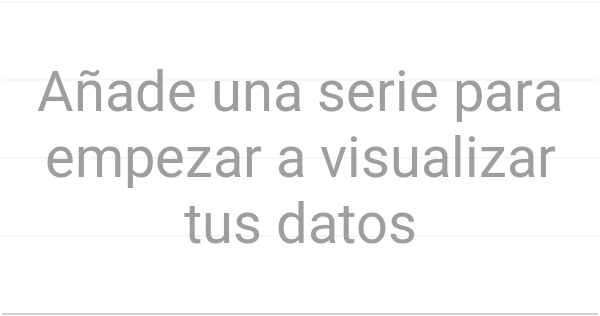 Añade una serie para
empezar a visualizar
tus datos